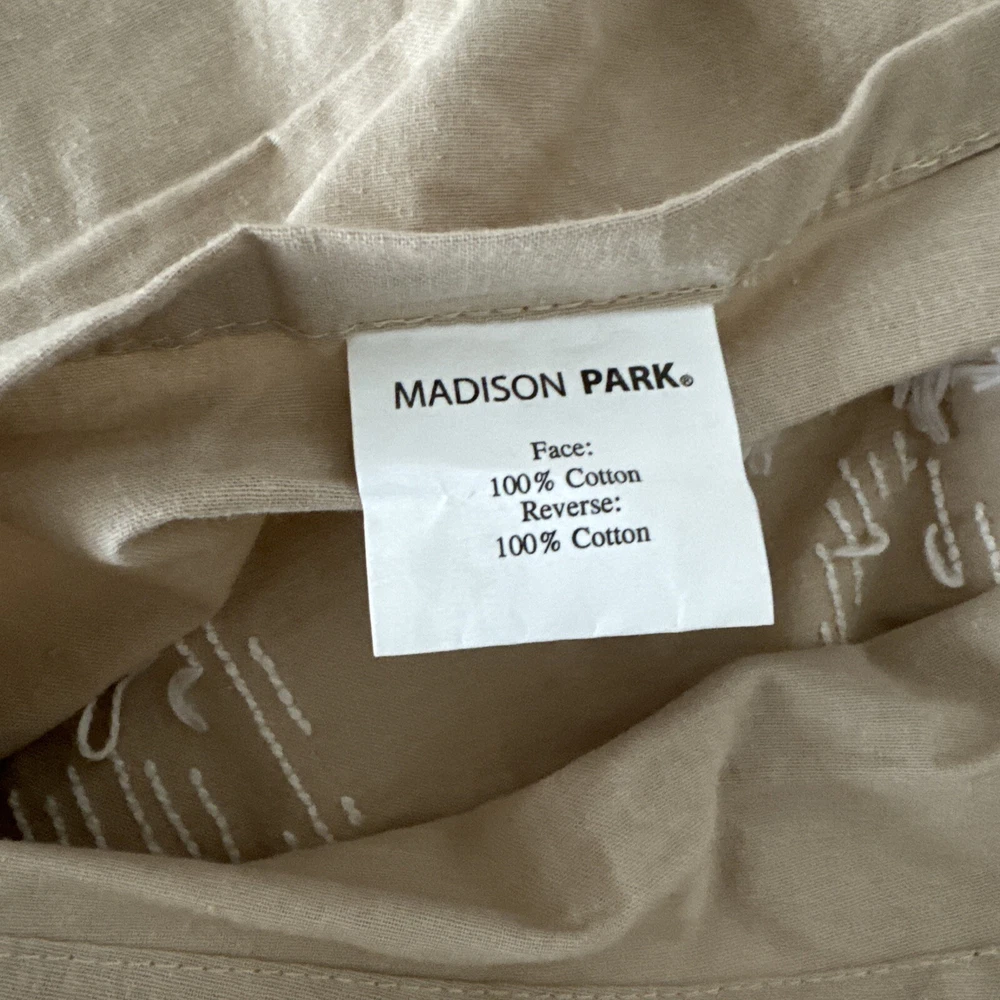 MADISON PARK®
Face:
100% Cotton
Reverse:
100% Cotton